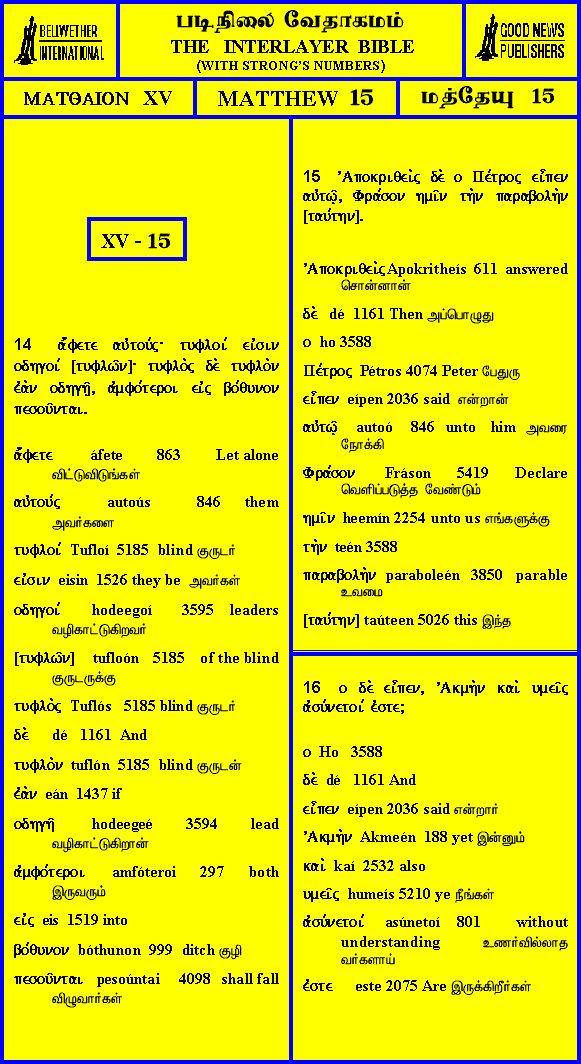 BELLWETHER
INTERNATIONAL
படிநிலை வேதாகமம்
THE INTERLAYER BIBLE
(WITH STRONG'S NUMBERS)
GOOD NEWS
PUBLISHERS
ΜΑΤΘΑΙΟΝ XV
MATTHEW 15
மத்தேயு 15
XV - 15
14 ἄφετε αὐτούς· τυφλοί εἰσιν
οδηγοί [τυφλῶν]· τυφλὸς δὲ τυφλὸν
ἐὰν οδηγῇ, ἀμφότεροι εἰς βόθυνον
πεσοῦνται.
ἄφετε áfete 863 Let alone
விட்டுவிடுங்கள்
αὐτούς autoús 846 them
அவர்களை
τυφλοί Tufloí 5185 blind குருடர்
εἰσιν eisin 1526 they be அவர்கள்
οδηγοί hodeegoí 3595 leaders
வழிகாட்டுகிறவர்
[τυφλῶν] tufloón 5185 of the blind
குருடருக்கு
τυφλὸς Tuflós 5185 blind குருடர்
δὲ dé 1161 And
τυφλὸν tuflón 5185 blind குருடன்
ἐὰν eán 1437 if
οδηγῇ hodeegeé 3594 lead
வழிகாட்டுகிறான்
ἀμφότεροι amfóteroi 297 both
இருவரும்
εἰς eis 1519 into
βόθυνον bóthunon 999 ditch குழி
πεσοῦνται pesoúntai 4098 shall fall
விழுவார்கள்
15 Ἀποκριθεὶς δὲ ο Πέτρος εἶπεν
αὐτῷ, Φράσον ημῖν τὴν παραβολὴν
[ταύτην].
Ἀποκριθεὶς Apokritheís 611 answered
சொன்னான்
δὲ dé 1161 Then அப்பொழுது
ο ho 3588
Πέτρος Pétros 4074 Peter பேதுரு
εἶπεν eípen 2036 said என்றான்
αὐτῷ autoó 846 unto him அவரை
நோக்கி
Φράσον Fráson 5419 Declare
வெளிப்படுத்த வேண்டும்
ημῖν heemín 2254 unto us எங்களுக்கு
τὴν teén 3588
παραβολὴν paraboleén 3850 parable
உவமை
[ταύτην] taúteen 5026 this இந்த
16 ο δὲ εἶπεν, Ἀκμὴν καὶ υμεῖς
ἀσύνετοί ἐστε;
ο Ho 3588
δὲ dé 1161 And
εἶπεν eípen 2036 said என்றார்
Ἀκμὴν Akmeén 188 yet இன்னும்
καὶ kaí 2532 also
υμεῖς humeís 5210 ye நீங்கள்
ἀσύνετοί asúnetoí 801 without
understanding உணர்வில்லாத
வர்களாய்
ἐστε este 2075 Are இருக்கிறீர்கள்